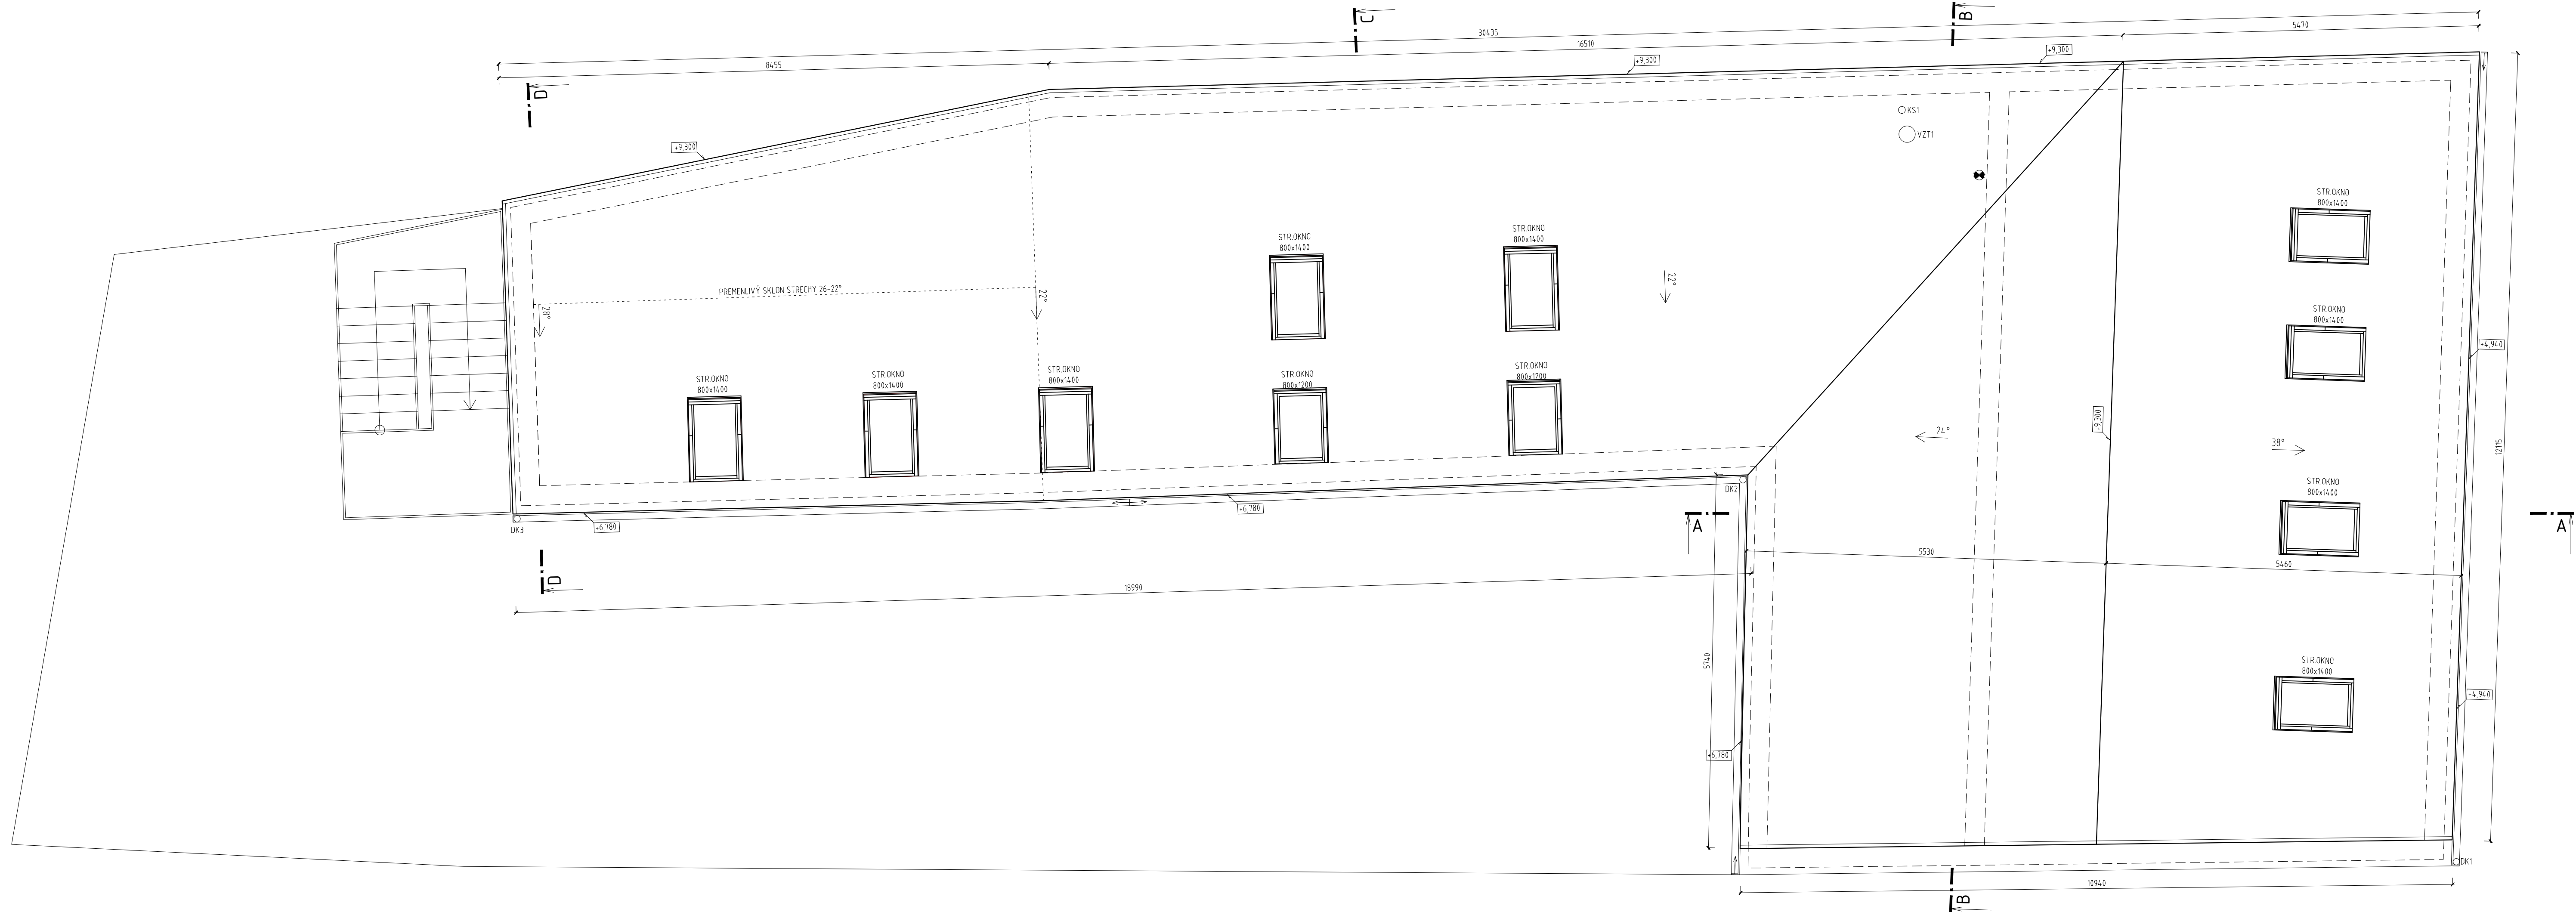 C
B
30435
5470
16510
8455
+9,300
+9,300
D
+9,300
KS1
VZT1
STR.OKNO
800x1400
STR.OKNO
800x1400
STR.OKNO
800x1400
22°
PREMENLIVÝ SKLON STRECHY 26-22°
22°
28°
STR.OKNO
800x1400
+4,940
STR.OKNO
800x1400
STR.OKNO
800x1400
STR.OKNO
800x1400
STR.OKNO
800x1200
STR.OKNO
800x1200
+9,300
24°
38°
12115
STR.OKNO
800x1400
DK2
+6,780
+6,780
DK3
A
A
5530
5460
D
18990
5740
STR.OKNO
800x1400
+4,940
+6,780
DK1
10940
B